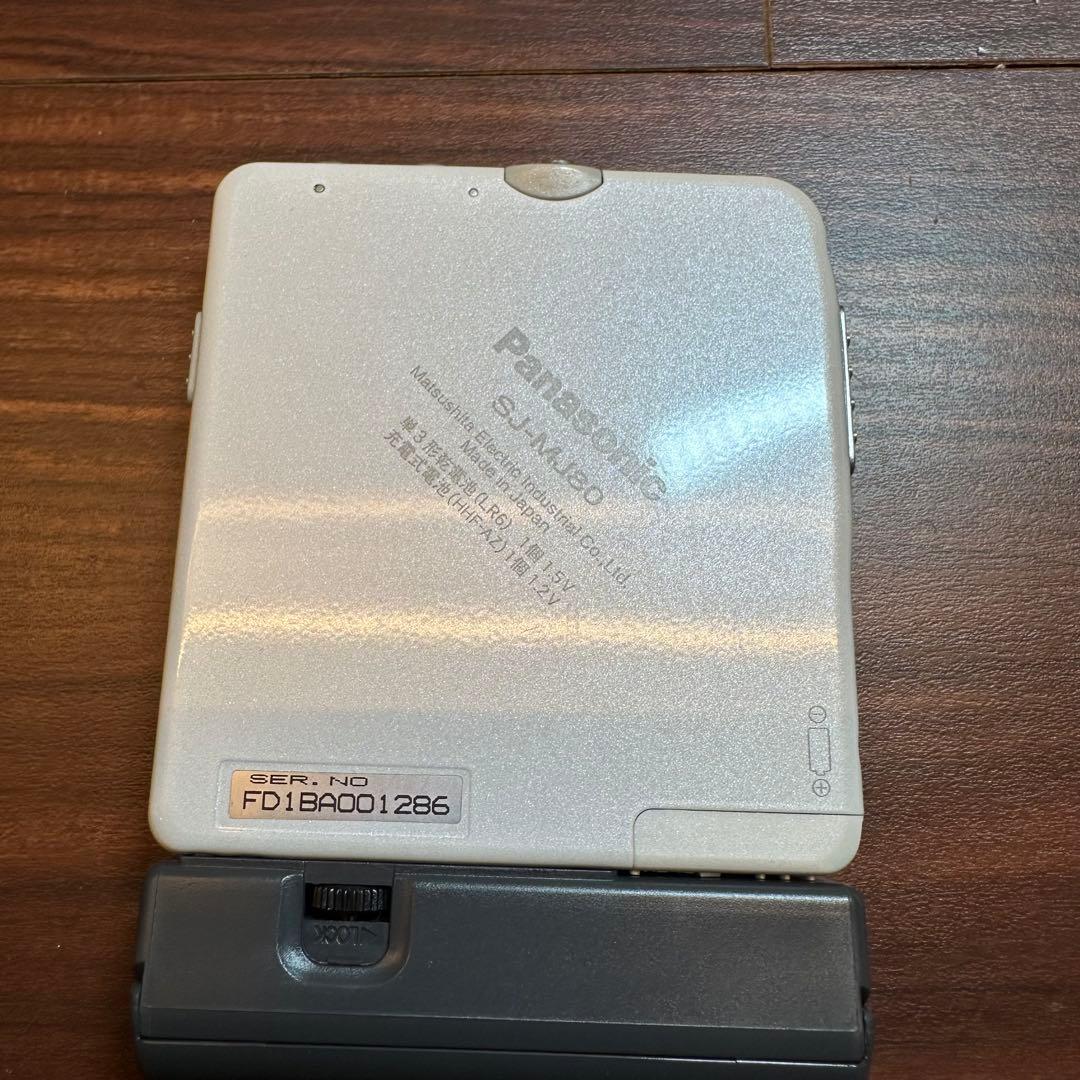 Panasonic
SJ-MJ80
Matsushita Electric Industrial Co.,Ltd.
Made in Japan
単3形乾電池(LR6) 1個 1.5V
充電式電池(HHF-AZ)1個 1.2V
SER. NO
FD1BA001286
LOCK